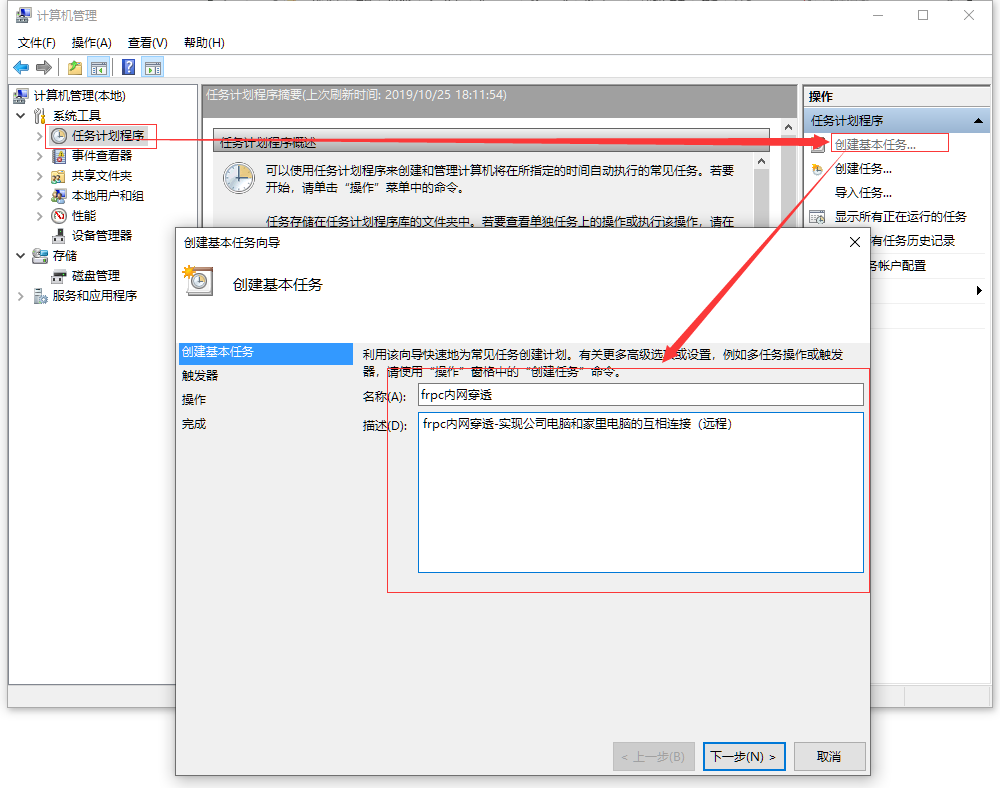 计算机管理
文件(F) 操作(A) 查看(V) 帮助(H)
计算机管理(本地)
系统工具
任务计划程序
事件查看器
共享文件夹
本地用户和组
性能
设备管理器
存储
磁盘管理
服务和应用程序
任务计划程序摘要(上次刷新时间: 2019/10/25 18:11:54)
任务计划程序概述
可以使用任务计划程序来创建和管理计算机将在所指定的时间自动执行的常见任务。若要
开始，请单击“操作”菜单中的命令。
任务存储在任务计划程序库的文件夹中。若要查看单独任务上的操作或执行该操作，请在
操作
任务计划程序
创建基本任务...
创建任务...
导入任务...
显示所有正在运行的任务
有任务历史记录
务帐户配置
创建基本任务向导
创建基本任务
创建基本任务
触发器
操作
完成
利用该向导快速地为常见任务创建计划。有关更多高级选项或设置，例如多任务操作或触发
器，请使用“操作”窗格中的“创建任务”命令。
名称(A): frpc内网穿透
描述(D): frpc内网穿透-实现公司电脑和家里电脑的互相连接（远程）
< 上一步(B) 下一步(N) > 取消